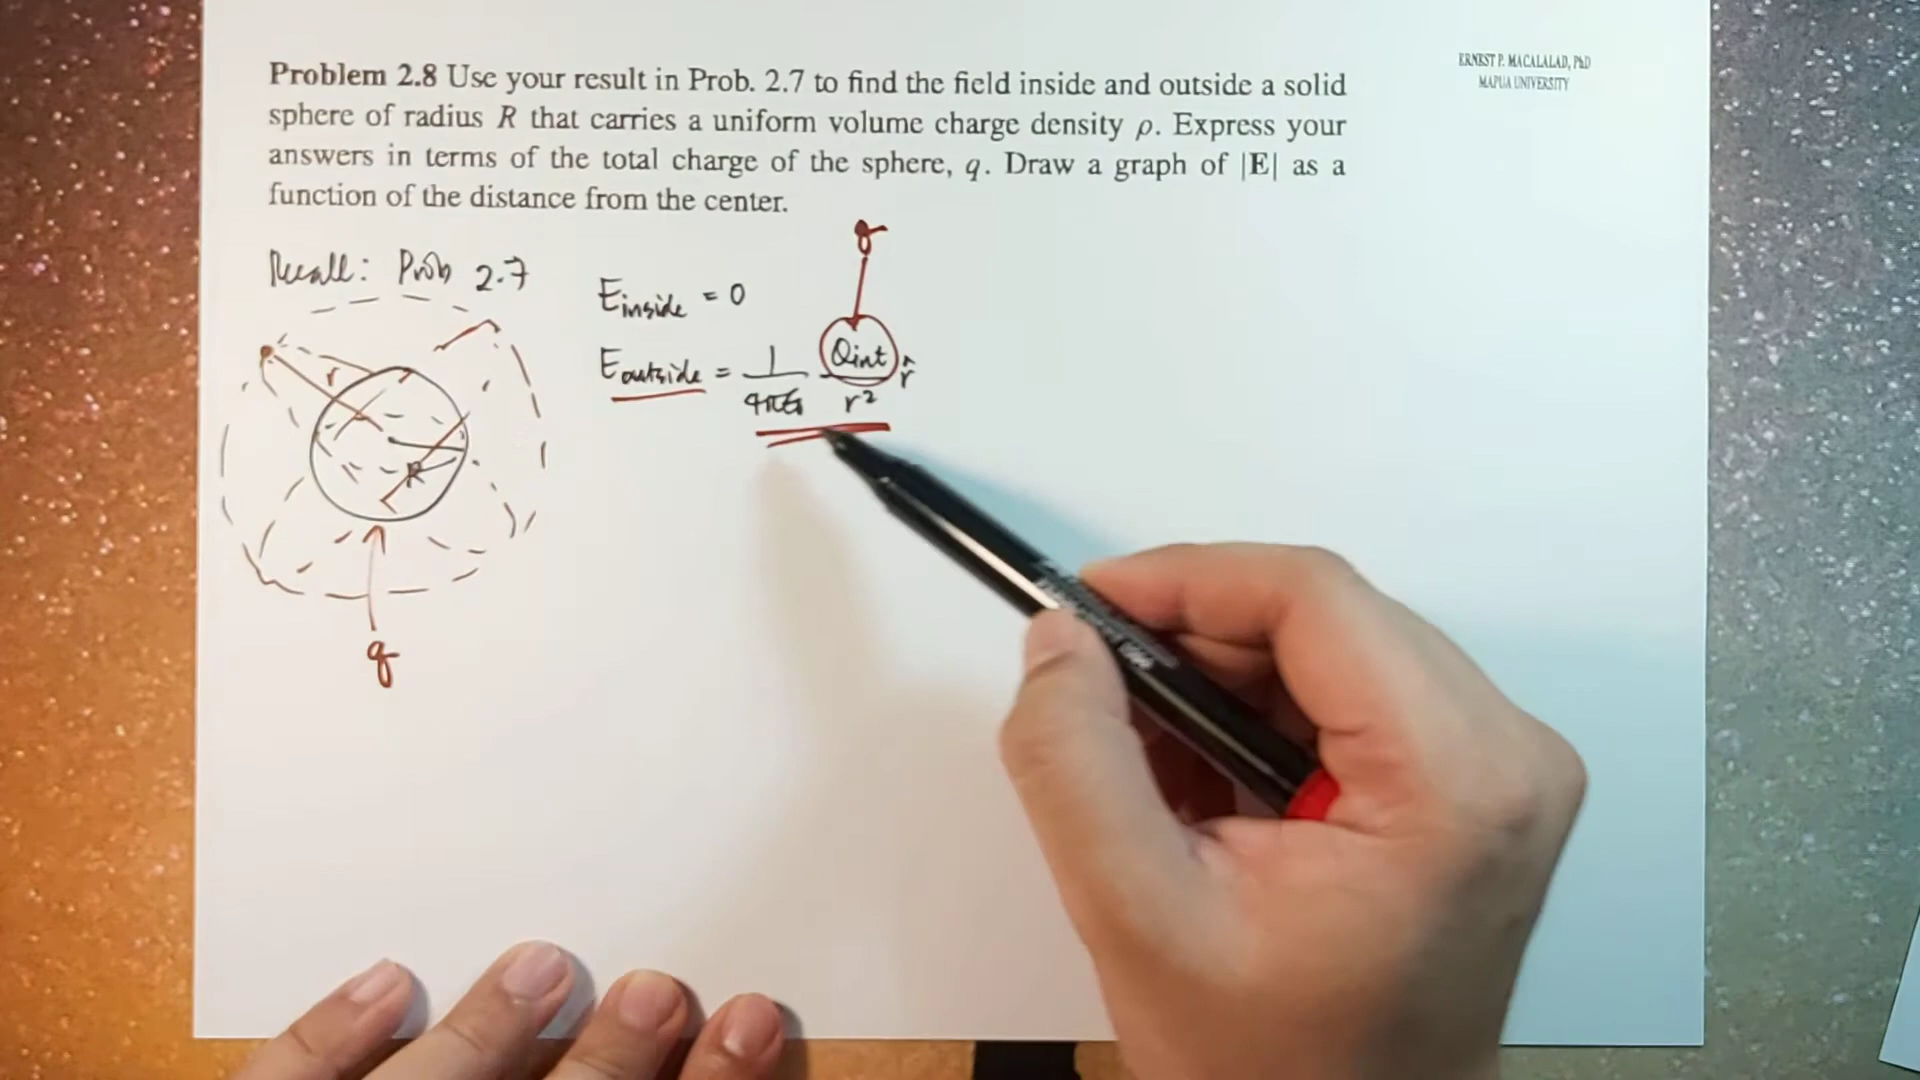 Problem 2.8 Use your result in Prob. 2.7 to find the field inside and outside a solid
sphere of radius R that carries a uniform volume charge density ρ. Express your
answers in terms of the total charge of the sphere, q. Draw a graph of |E| as a
function of the distance from the center.
ERNEST P. MACALALAD, PhD
MAPUA UNIVERSITY
Recall: Prob 2.7
E inside = 0
q
E outside = 1/4πε₀ Qint/r² r̂
r
R
q